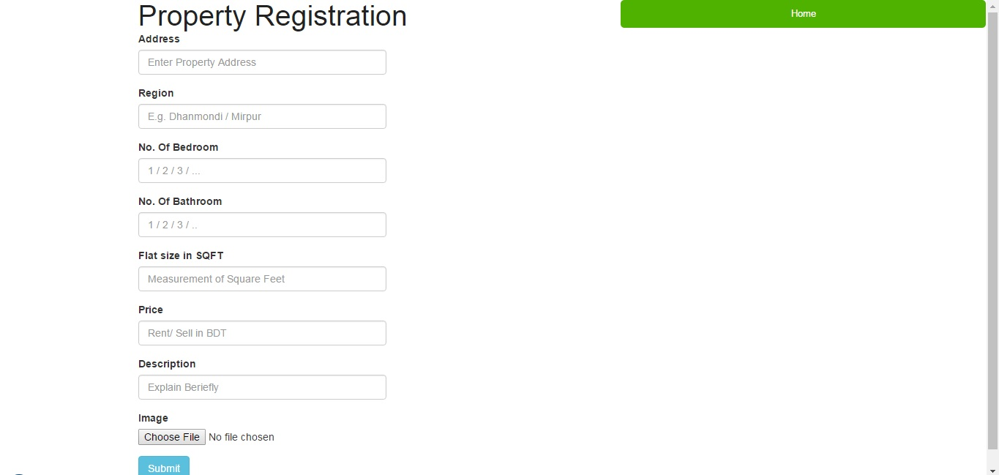 Property Registration
Home
Address
Enter Property Address
Region
E.g. Dhanmondi / Mirpur
No. Of Bedroom
1 / 2 / 3 / ...
No. Of Bathroom
1 / 2 / 3 / ..
Flat size in SQFT
Measurement of Square Feet
Price
Rent/ Sell in BDT
Description
Explain Beriefly
Image
Choose File No file chosen
Submit